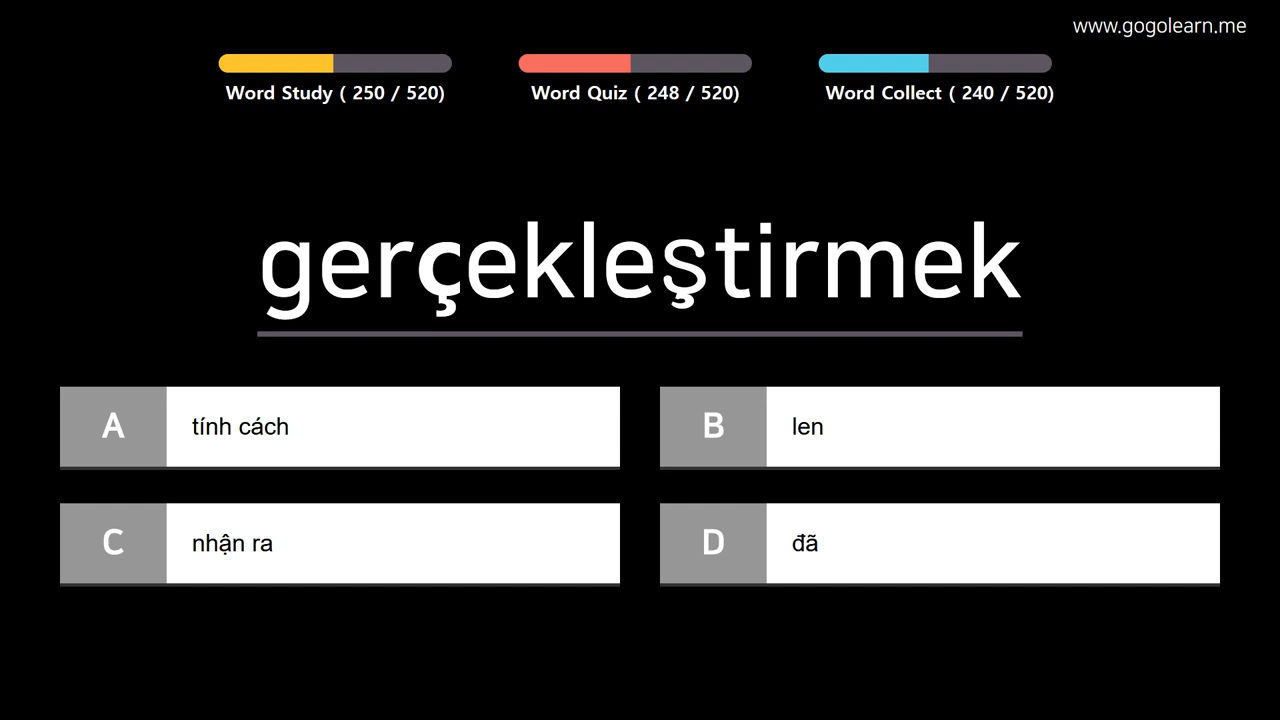 www.gogolearn.me
Word Study ( 250 / 520)
Word Quiz ( 248 / 520)
Word Collect ( 240 / 520)
gerçekleştirmek
A tính cách
B len
C nhận ra
D đã